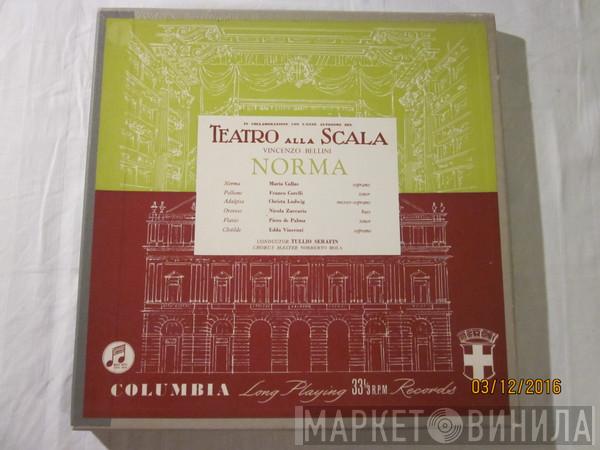 IN COLLABORAZIONE CON L'ENTE AUTONOMO DEL
TEATRO ALLA SCALA
VINCENZO BELLINI
NORMA
Norma Maria Callas soprano
Pollione Franco Corelli tenor
Adalgisa Christa Ludwig mezzo-soprano
Oroveso Nicola Zaccaria bass
Flavio Piero de Palma tenor
Clotilde Edda Vincenzi soprano
CONDUCTOR TULLIO SERAFIN
CHORUS MASTER NORBERTO MOLA
COLUMBIA Long Playing 33⅓ R.P.M. Records
03/12/2016
МАРКЕТ ВИНИЛА